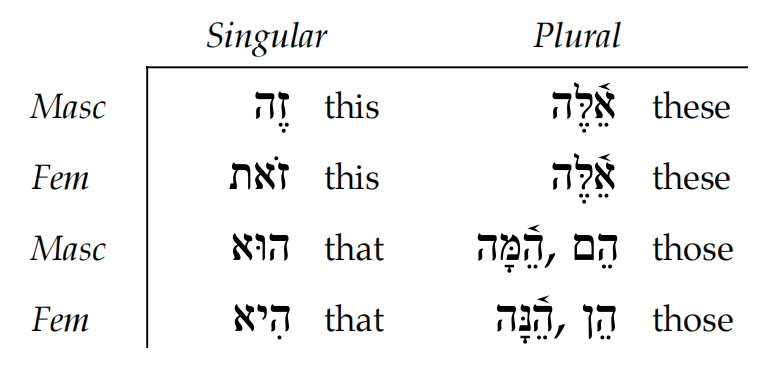 Singular Plural
Masc זֶה this אֵ֫לֶּה these
Fem זֹאת this אֵ֫לֶּה these
Masc הוּא that הֵם, הֵ֫מָּה those
Fem הִיא that הֵן, הֵ֫נָּה those